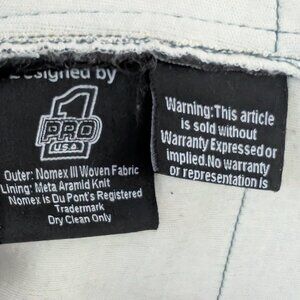 Designed by
1
PRO
U.S.A
Outer: Nomex III Woven Fabric
Lining: Meta Aramid Knit
Nomex is Du Pont's Registered
Trademark
Dry Clean Only
Warning:This article
is sold without
Warranty Expressed or
Implied.No warranty
or representation is